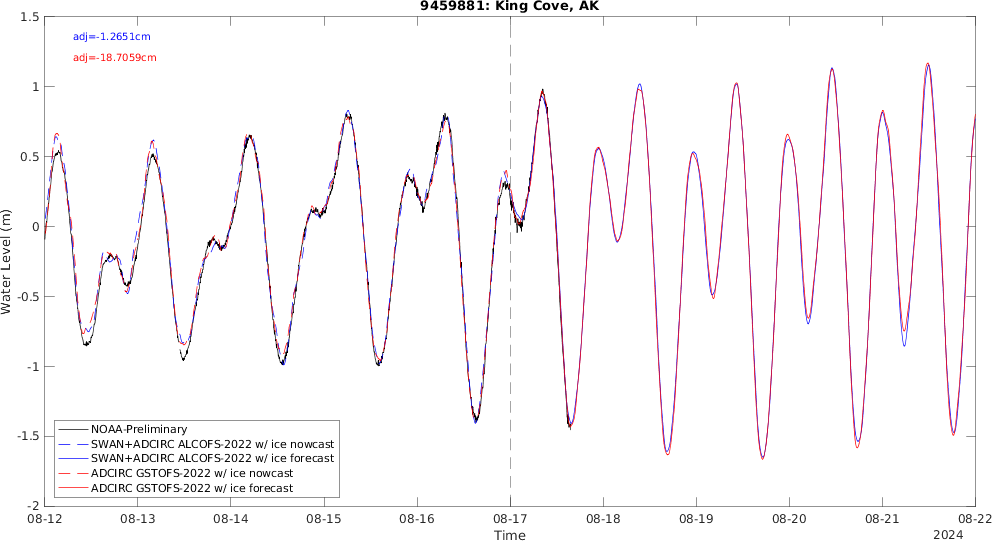 9459881: King Cove, AK
adj=-1.2651cm
adj=-18.7059cm
Water Level (m)
1.5
1
0.5
0
-0.5
-1
-1.5
-2
NOAA-Preliminary
SWAN+ADCIRC ALCOFS-2022 w/ ice nowcast
SWAN+ADCIRC ALCOFS-2022 w/ ice forecast
ADCIRC GSTOFS-2022 w/ ice nowcast
ADCIRC GSTOFS-2022 w/ ice forecast
08-12 08-13 08-14 08-15 08-16 08-17 08-18 08-19 08-20 08-21 08-22
Time
2024